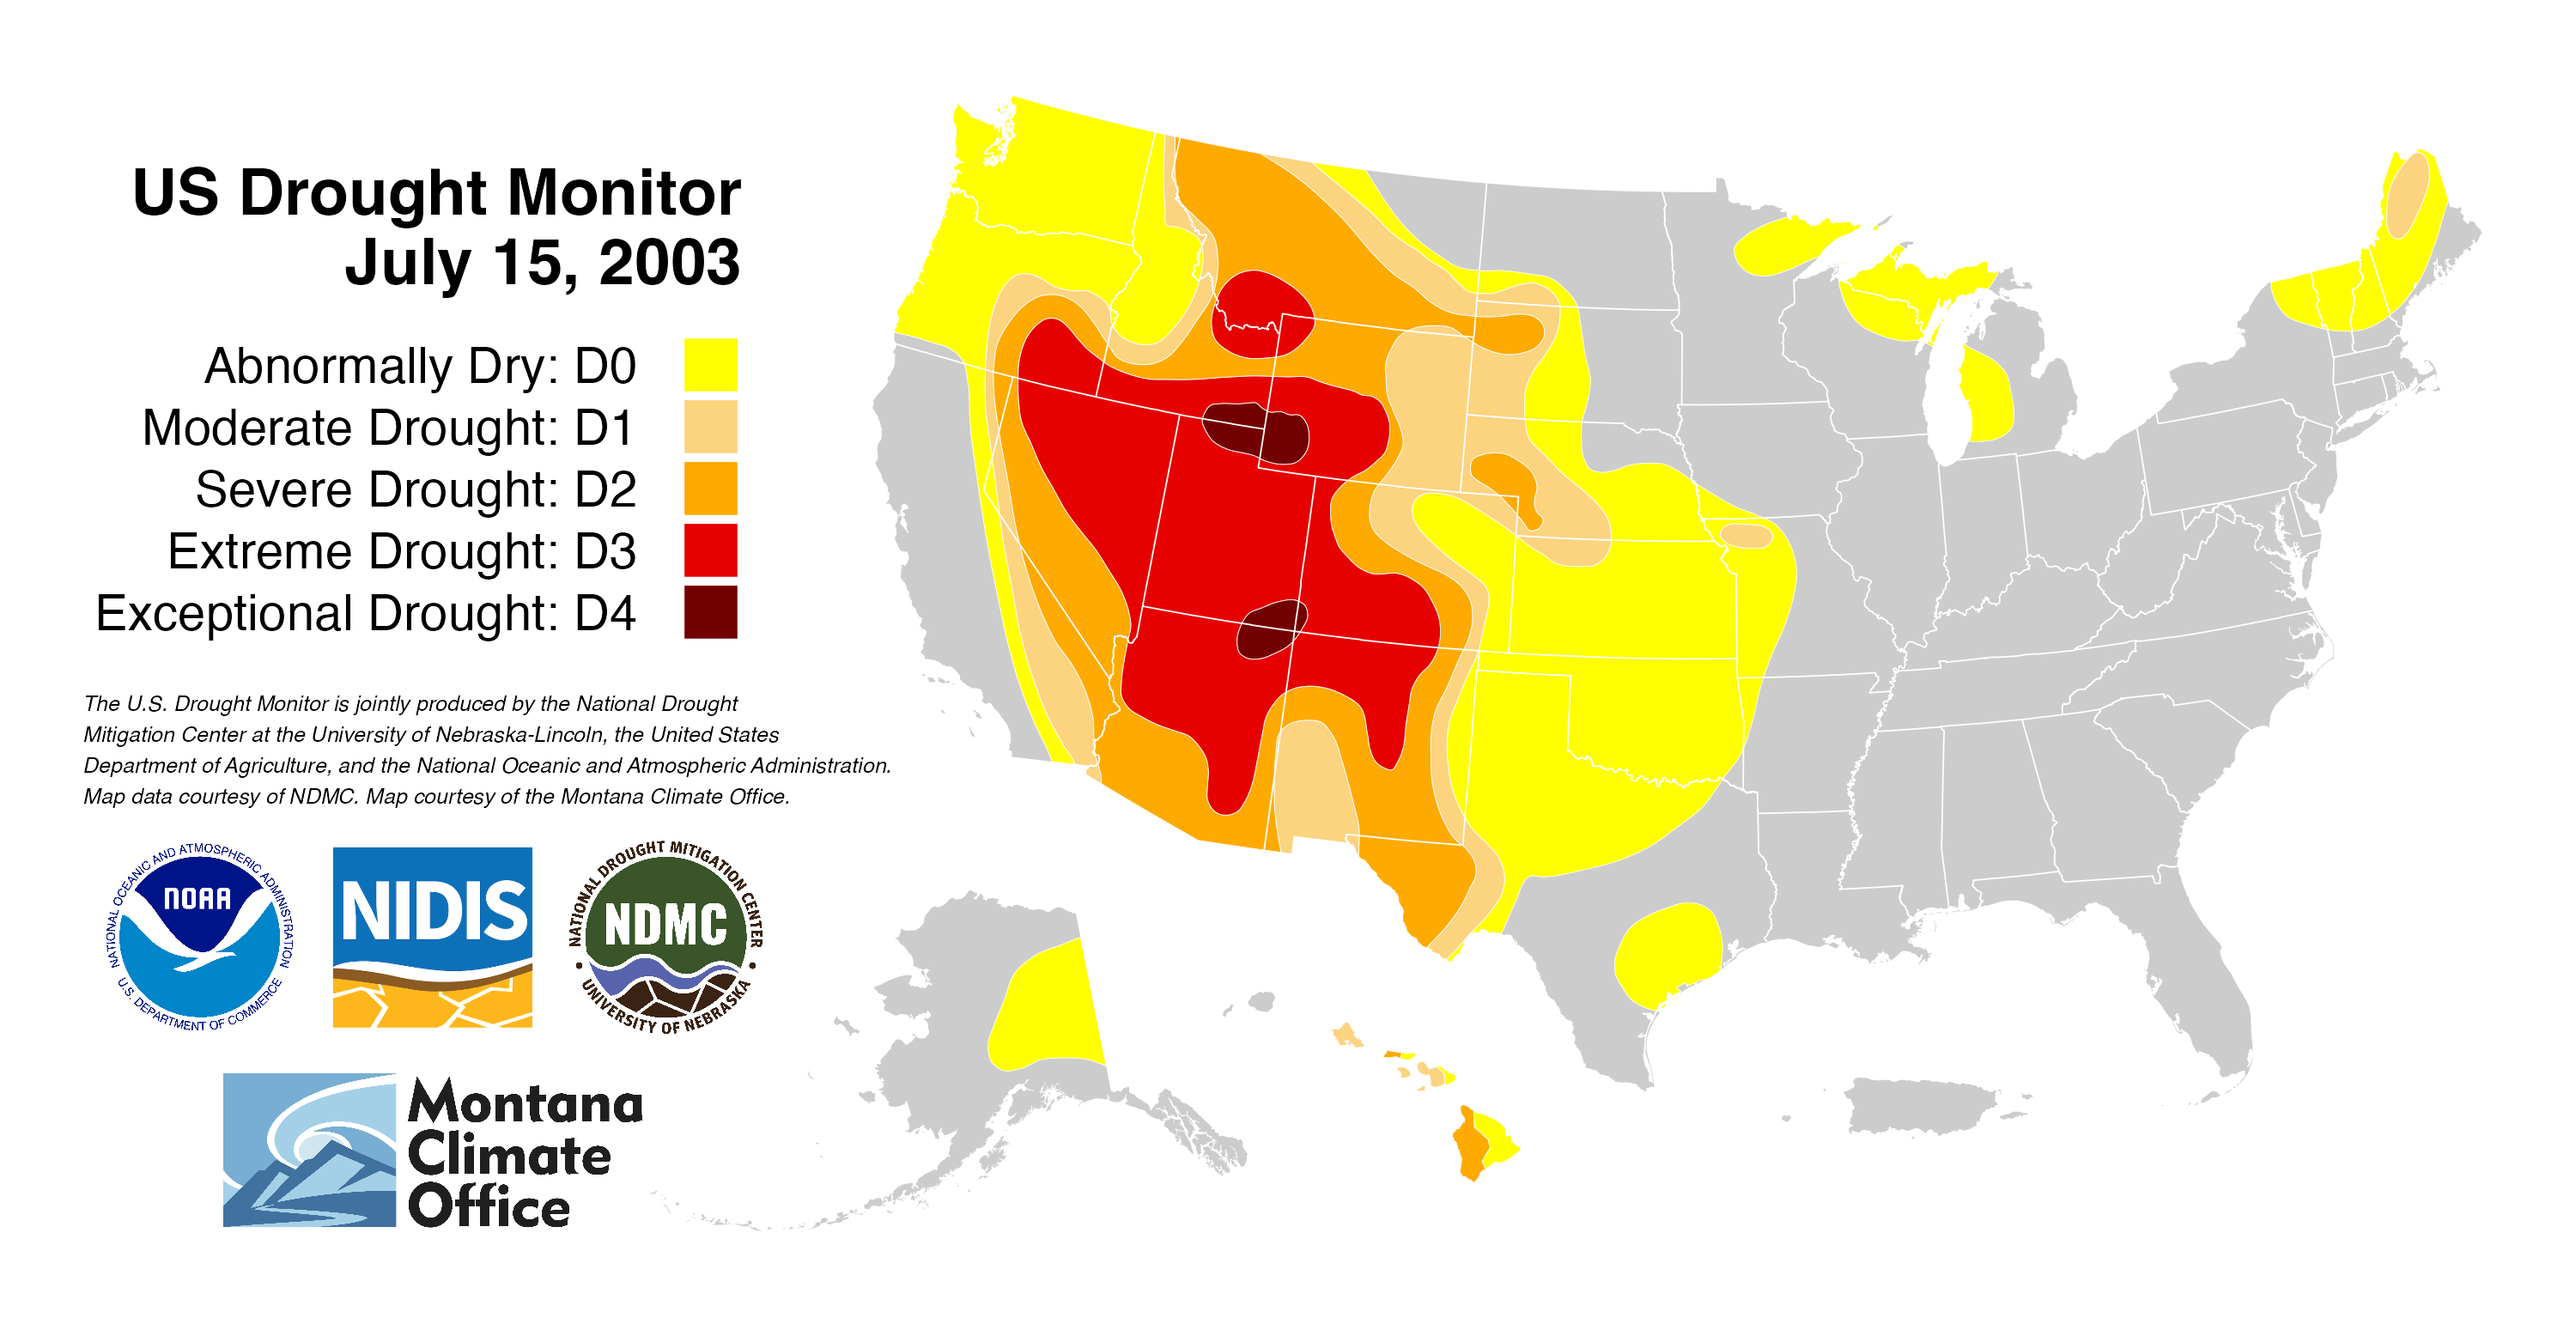 US Drought Monitor
July 15, 2003
Abnormally Dry: D0
Moderate Drought: D1
Severe Drought: D2
Extreme Drought: D3
Exceptional Drought: D4
The U.S. Drought Monitor is jointly produced by the National Drought
Mitigation Center at the University of Nebraska-Lincoln, the United States
Department of Agriculture, and the National Oceanic and Atmospheric Administration.
Map data courtesy of NDMC. Map courtesy of the Montana Climate Office.
NATIONAL OCEANIC AND ATMOSPHERIC ADMINISTRATION
NOAA
U.S. DEPARTMENT OF COMMERCE
NIDIS
NATIONAL DROUGHT MITIGATION CENTER
NDMC
UNIVERSITY OF NEBRASKA
Montana
Climate
Office